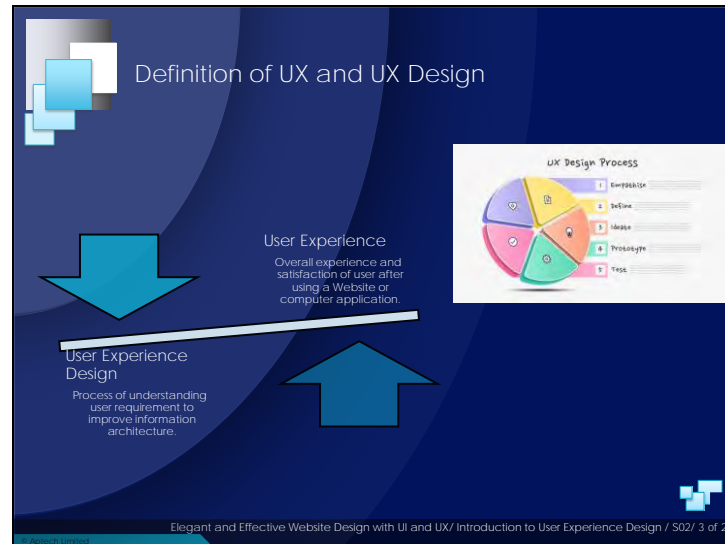 Definition of UX and UX Design
UX Design Process
1 Empathise
2 Define
3 Ideate
4 Prototype
5 Test
User Experience
Overall experience and
satisfaction of user after
using a Website or
computer application.
User Experience
Design
Process of understanding
user requirement to
improve information
architecture.
Elegant and Effective Website Design with UI and UX/ Introduction to User Experience Design / S02/ 3 of 2
© Aptech Limited